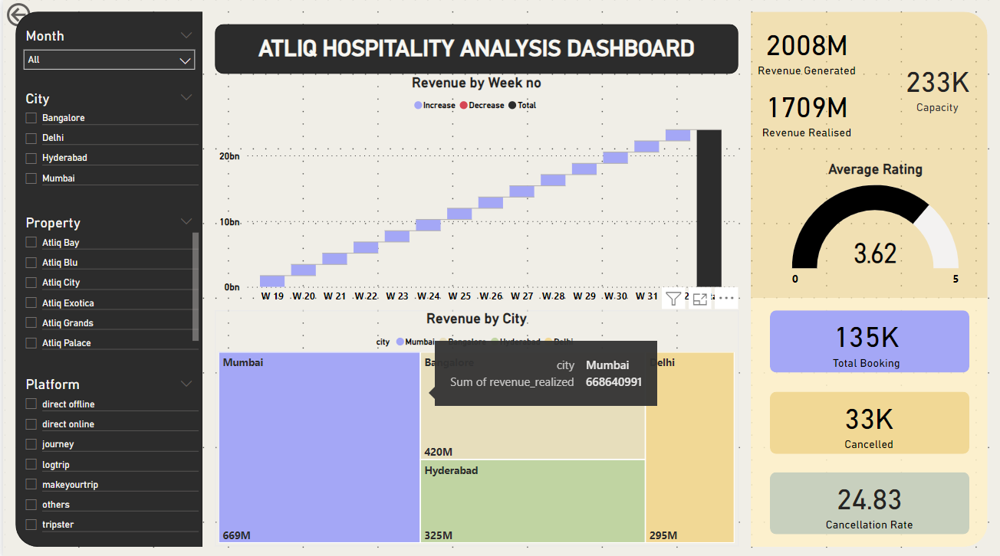 Month
All
City
Bangalore
Delhi
Hyderabad
Mumbai
Property
Atliq Bay
Atliq Blu
Atliq City
Atliq Exotica
Atliq Grands
Atliq Palace
Platform
direct offline
direct online
journey
logtrip
makeyourtrip
others
tripster
ATLIQ HOSPITALITY ANALYSIS DASHBOARD
Revenue by Week no
Increase Decrease Total
20bn
10bn
0bn
W 19 W 20 W 21 W 22 W 23 W 24 W 25 W 26 W 27 W 28 W 29 W 30 W 31
Revenue by City
city Mumbai Bangalore Hyderabad Delhi
Mumbai
669M
Bangalore
420M
Hyderabad
325M
Delhi
295M
city Mumbai
Sum of revenue_realized 668640991
2008M
Revenue Generated
1709M
Revenue Realised
233K
Capacity
Average Rating
3.62
0 5
135K
Total Booking
33K
Cancelled
24.83
Cancellation Rate